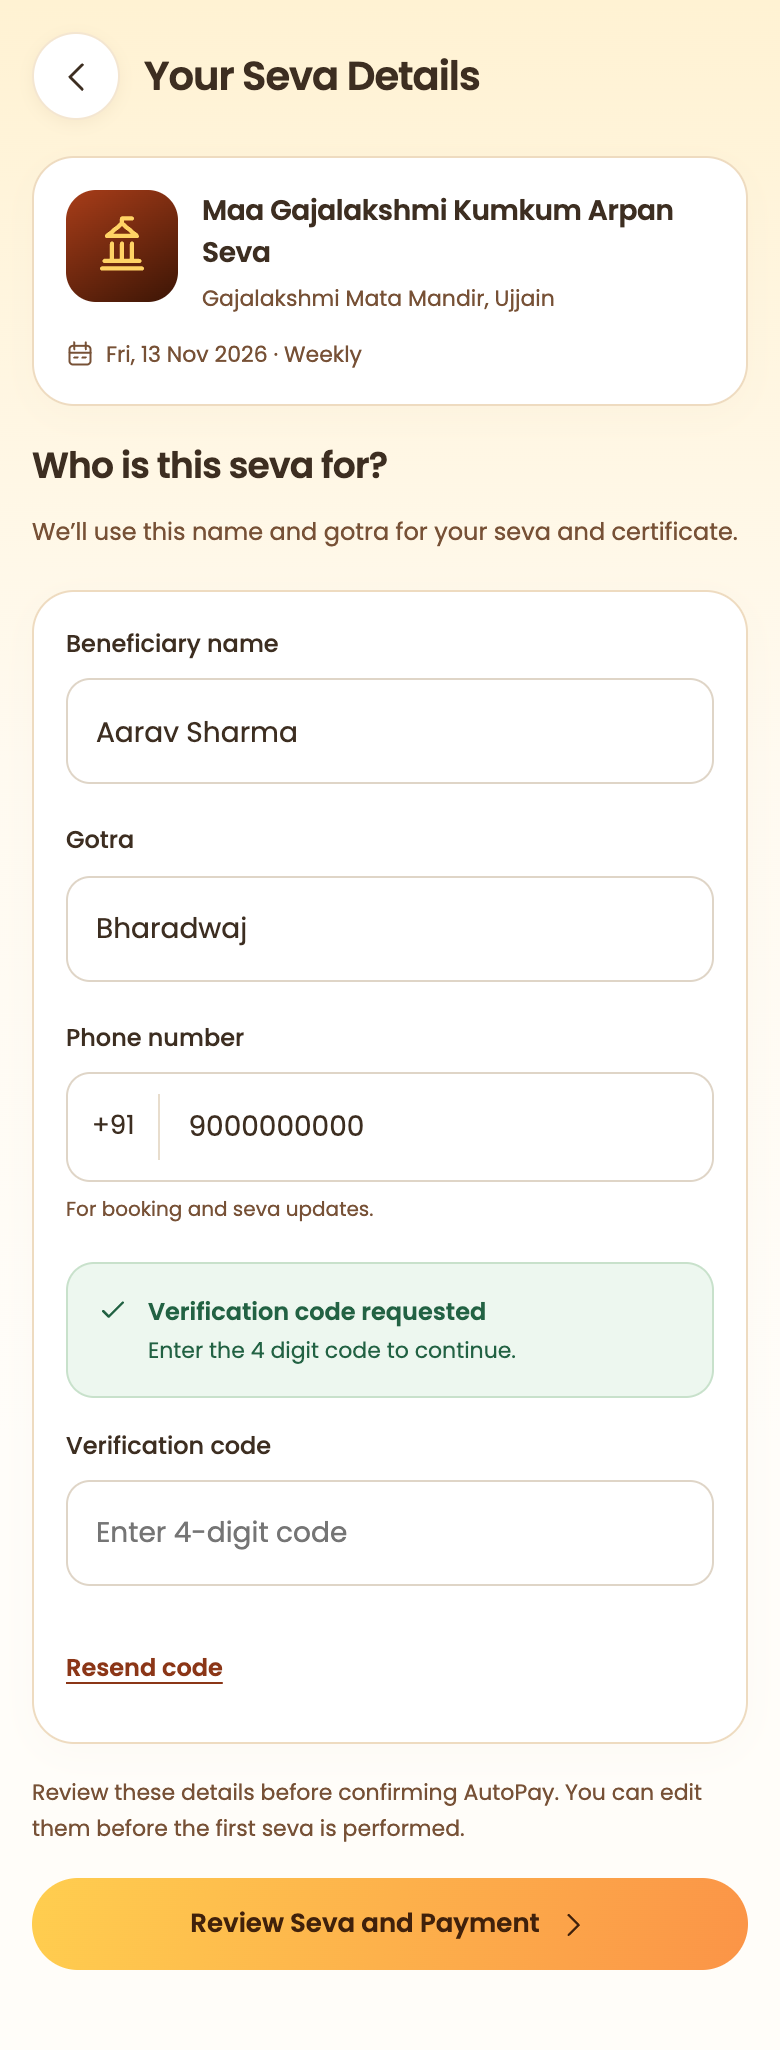 Your Seva Details
Maa Gajalakshmi Kumkum Arpan
Seva
Gajalakshmi Mata Mandir, Ujjain
Fri, 13 Nov 2026 · Weekly
Who is this seva for?
We’ll use this name and gotra for your seva and certificate.
Beneficiary name
Aarav Sharma
Gotra
Bharadwaj
Phone number
+91 9000000000
For booking and seva updates.
Verification code requested
Enter the 4 digit code to continue.
Verification code
Enter 4-digit code
Resend code
Review these details before confirming AutoPay. You can edit
them before the first seva is performed.
Review Seva and Payment